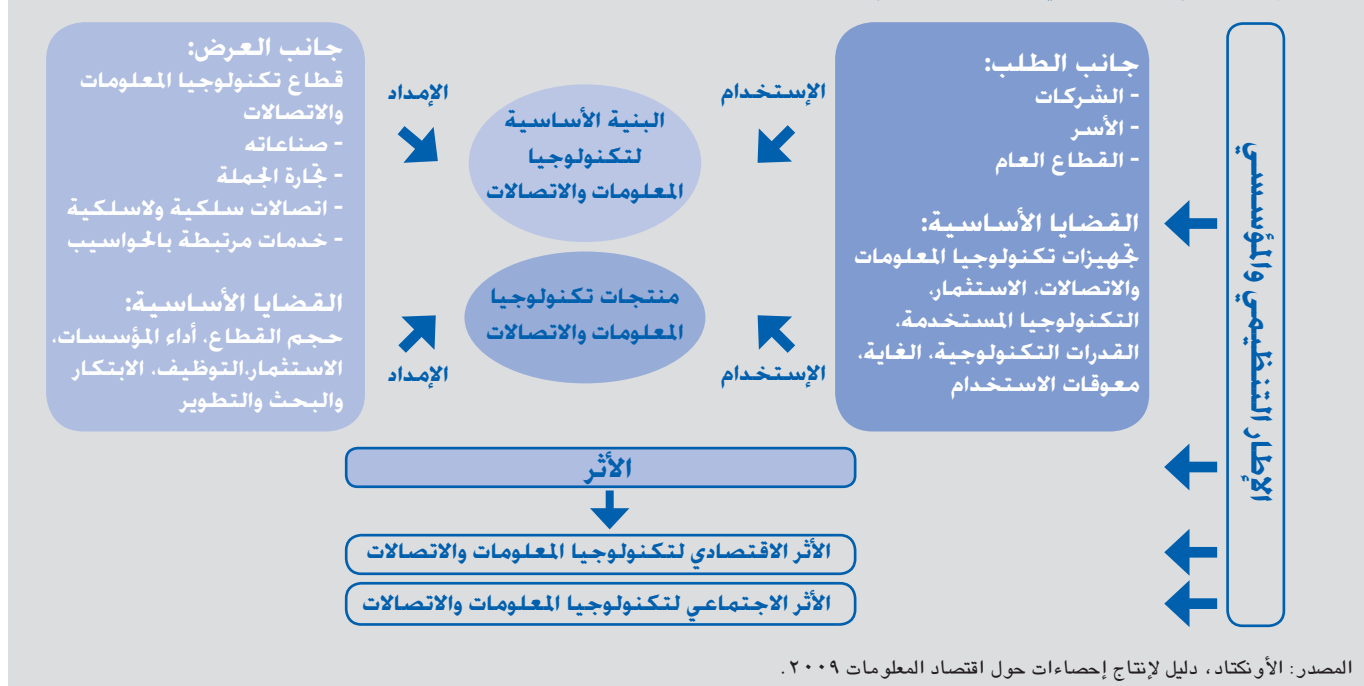 الإطار التنظيمي والمؤسسي
جانب الطلب:
- الشركات
- الأسر
- القطاع العام
القضايا الأساسية:
تجهيزات تكنولوجيا المعلومات
والاتصالات، الاستثمار،
التكنولوجيا المستخدمة،
القدرات التكنولوجية، الغاية،
معوقات الاستخدام
الإستخدام
الإستخدام
البنية الأساسية
لتكنولوجيا
المعلومات والاتصالات
منتجات تكنولوجيا
المعلومات والاتصالات
الإمداد
الإمداد
جانب العرض:
قطاع تكنولوجيا المعلومات
والاتصالات
- صناعاته
- تجارة الجملة
- اتصالات سلكية ولاسلكية
- خدمات مرتبطة بالحواسيب
القضايا الأساسية:
حجم القطاع، أداء المؤسسات،
الاستثمار،التوظيف، الابتكار
والبحث والتطوير
الأثر
الأثر الاقتصادي لتكنولوجيا المعلومات والاتصالات
الأثر الاجتماعي لتكنولوجيا المعلومات والاتصالات
المصدر: الأونكتاد، دليل لإنتاج إحصاءات حول اقتصاد المعلومات ٢٠٠٩.